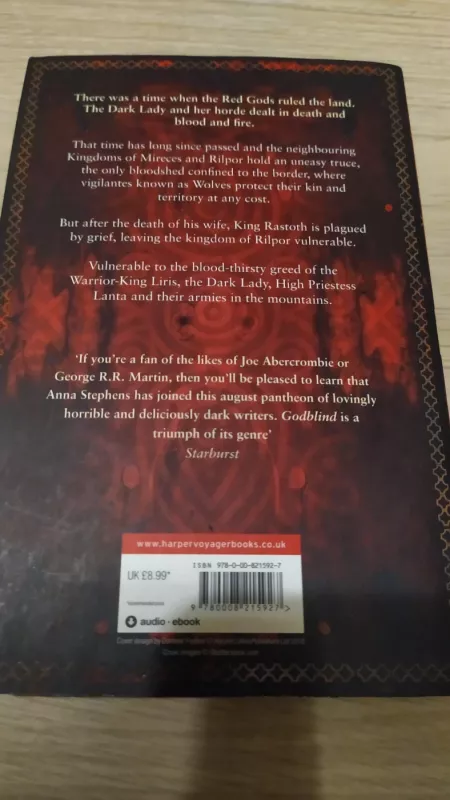 There was a time when the Red Gods ruled the land.
The Dark Lady and her horde dealt in death and
blood and fire.
That time has long since passed and the neighbouring
Kingdoms of Mireces and Rilpor hold an uneasy truce,
the only bloodshed confined to the border, where
vigilantes known as Wolves protect their kin and
territory at any cost.
But after the death of his wife, King Rastoth is plagued
by grief, leaving the kingdom of Rilpor vulnerable.
Vulnerable to the blood-thirsty greed of the
Warrior-King Liris, the Dark Lady, High Priestess
Lanta and their armies in the mountains.
‘If you’re a fan of the likes of Joe Abercrombie or
George R.R. Martin, then you’ll be pleased to learn that
Anna Stephens has joined this august pantheon of lovingly
horrible and deliciously dark writers. Godblind is a
triumph of its genre’
Starburst
www.harpervoyagerbooks.co.uk
ISBN 978-0-00-821592-7
UK £8.99*
9 780008 215927 >
audio · ebook
Cover design by
Cover images ©